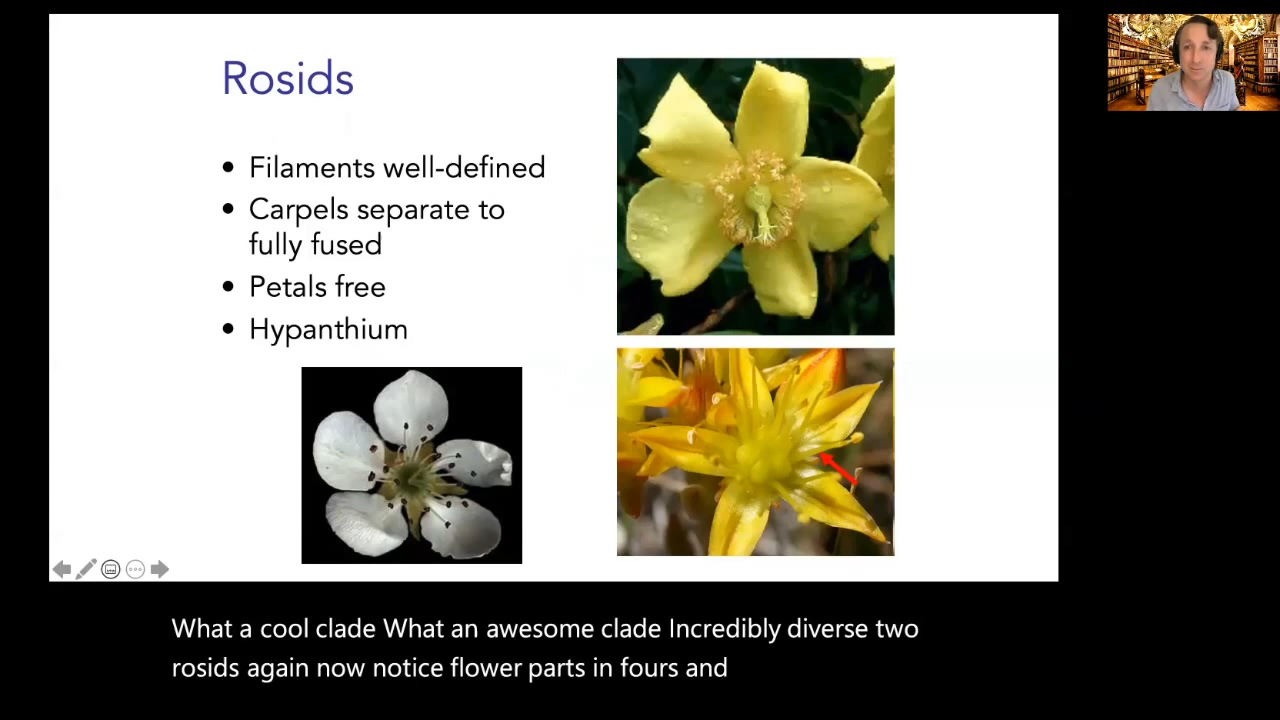 Rosids
• Filaments well-defined
• Carpels separate to
fully fused
• Petals free
• Hypanthium
What a cool clade What an awesome clade Incredibly diverse two
rosids again now notice flower parts in fours and